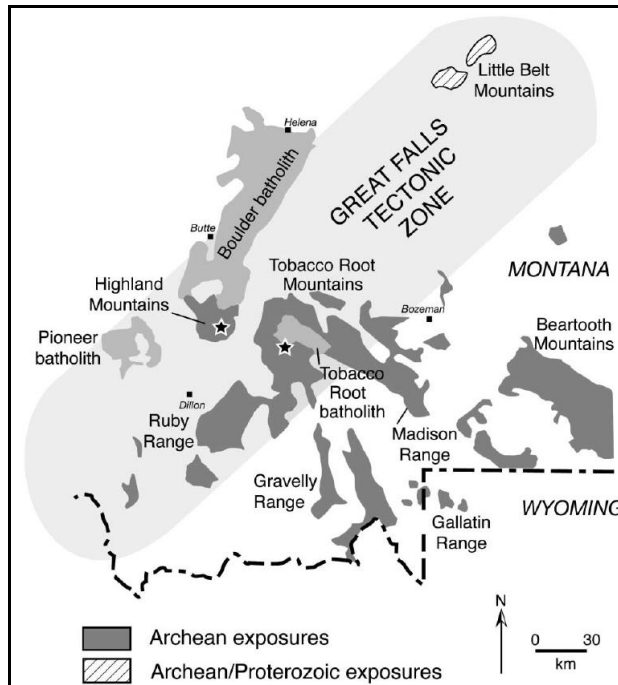 Little Belt
Mountains
Helena
Boulder batholith
GREAT FALLS
TECTONIC
ZONE
Butte
Highland
Mountains
Tobacco Root
Mountains
MONTANA
Bozeman
Pioneer
batholith
Beartooth
Mountains
Tobacco
Root
batholith
Dillon
Ruby
Range
Madison
Range
Gravelly
Range
WYOMING
Gallatin
Range
N
Archean exposures
0 30
km
Archean/Proterozoic exposures